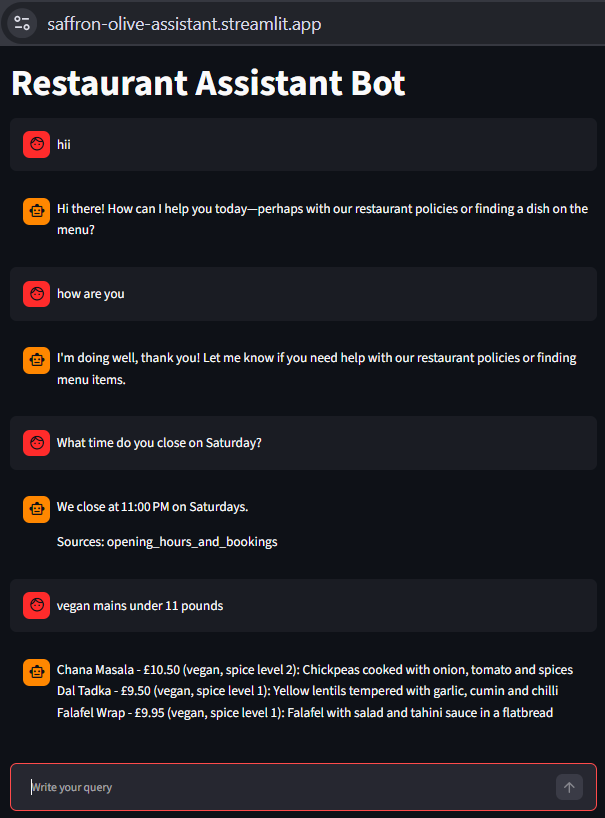 saffron-olive-assistant.streamlit.app
Restaurant Assistant Bot
hii
Hi there! How can I help you today—perhaps with our restaurant policies or finding a dish on the
menu?
how are you
I'm doing well, thank you! Let me know if you need help with our restaurant policies or finding
menu items.
What time do you close on Saturday?
We close at 11:00 PM on Saturdays.
Sources: opening_hours_and_bookings
vegan mains under 11 pounds
Chana Masala - £10.50 (vegan, spice level 2): Chickpeas cooked with onion, tomato and spices
Dal Tadka - £9.50 (vegan, spice level 1): Yellow lentils tempered with garlic, cumin and chilli
Falafel Wrap - £9.95 (vegan, spice level 1): Falafel with salad and tahini sauce in a flatbread
Write your query